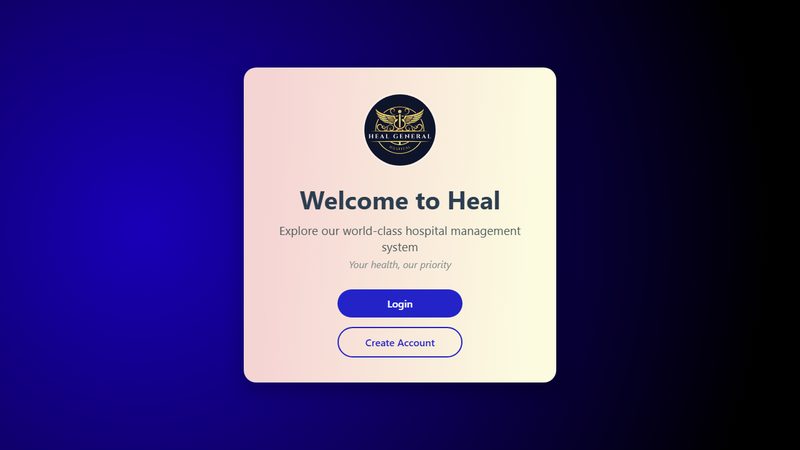 HEAL GENERAL
HOSPITAL
Welcome to Heal
Explore our world-class hospital management
system
Your health, our priority
Login
Create Account